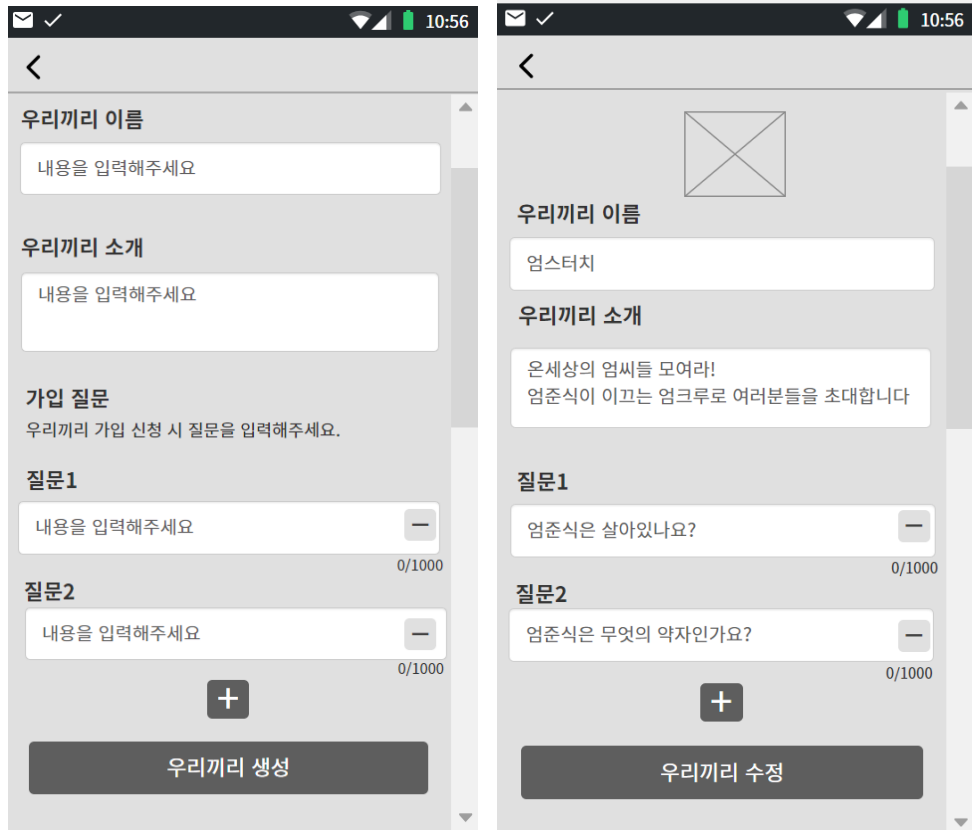 10:56
우리끼리 이름
내용을 입력해주세요
우리끼리 소개
내용을 입력해주세요
가입 질문
우리끼리 가입 신청 시 질문을 입력해주세요.
질문1
내용을 입력해주세요
0/1000
질문2
내용을 입력해주세요
0/1000
우리끼리 생성
10:56
우리끼리 이름
엄스터치
우리끼리 소개
온세상의 엄씨들 모여라!
엄준식이 이끄는 엄크루로 여러분들을 초대합니다
질문1
엄준식은 살아있나요?
0/1000
질문2
엄준식은 무엇의 약자인가요?
0/1000
우리끼리 수정